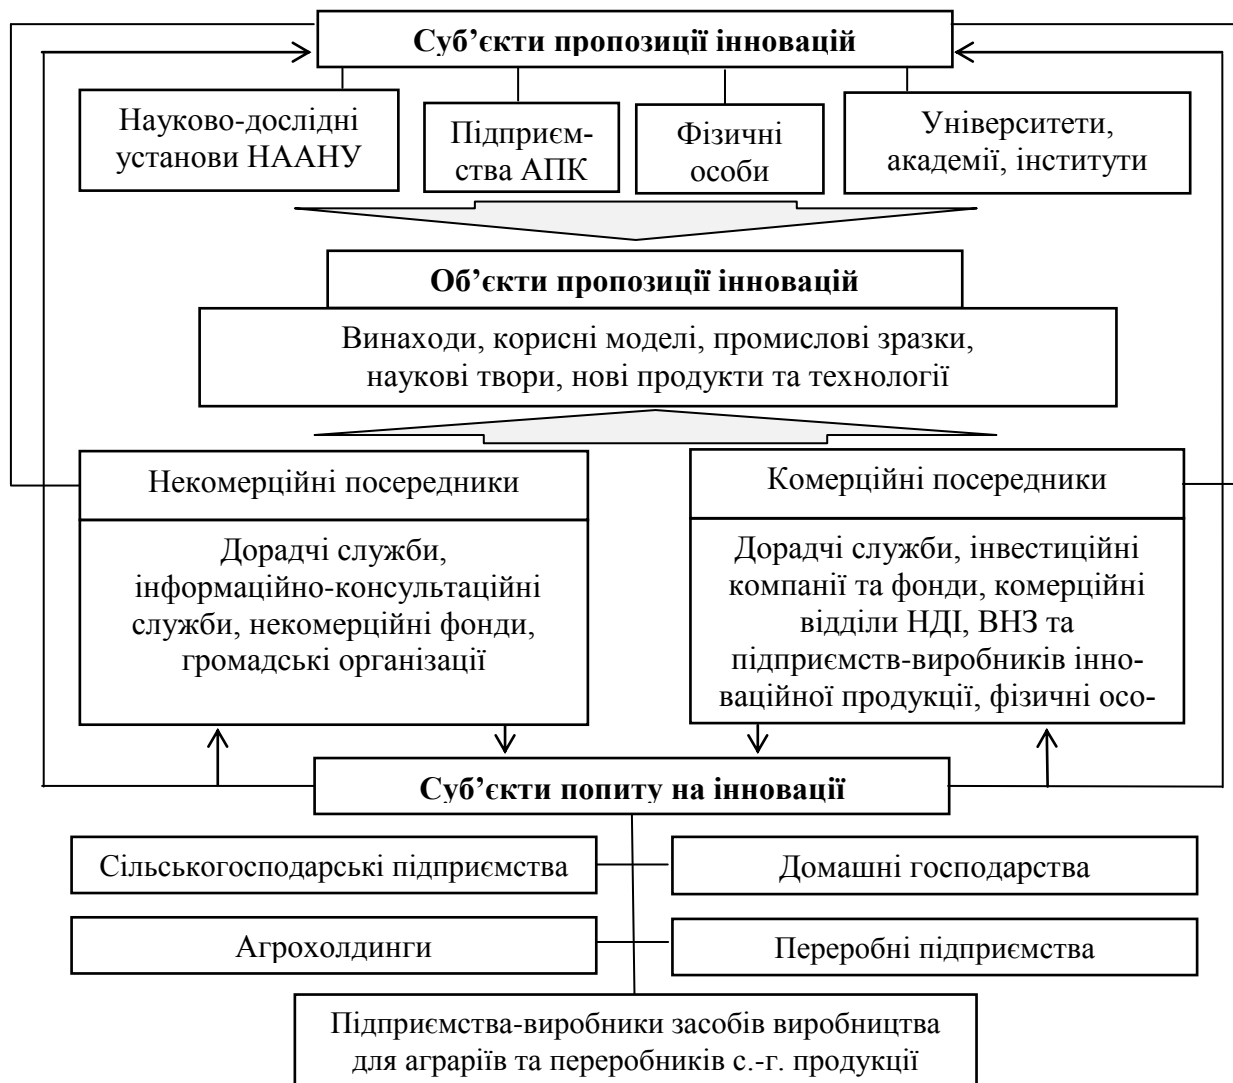 Суб’єкти пропозиції інновацій
Науково-дослідні
установи НААНУ
Підприєм-
ства АПК
Фізичні
особи
Університети,
академії, інститути
Об’єкти пропозиції інновацій
Винаходи, корисні моделі, промислові зразки,
наукові твори, нові продукти та технології
Некомерційні посередники
Дорадчі служби,
інформаційно-консультаційні
служби, некомерційні фонди,
громадські організації
Комерційні посередники
Дорадчі служби, інвестиційні
компанії та фонди, комерційні
відділи НДІ, ВНЗ та
підприємств-виробників інно-
ваційної продукції, фізичні осо-
Суб’єкти попиту на інновації
Сільськогосподарські підприємства
Домашні господарства
Агрохолдинги
Переробні підприємства
Підприємства-виробники засобів виробництва
для аграріїв та переробників с.-г. продукції